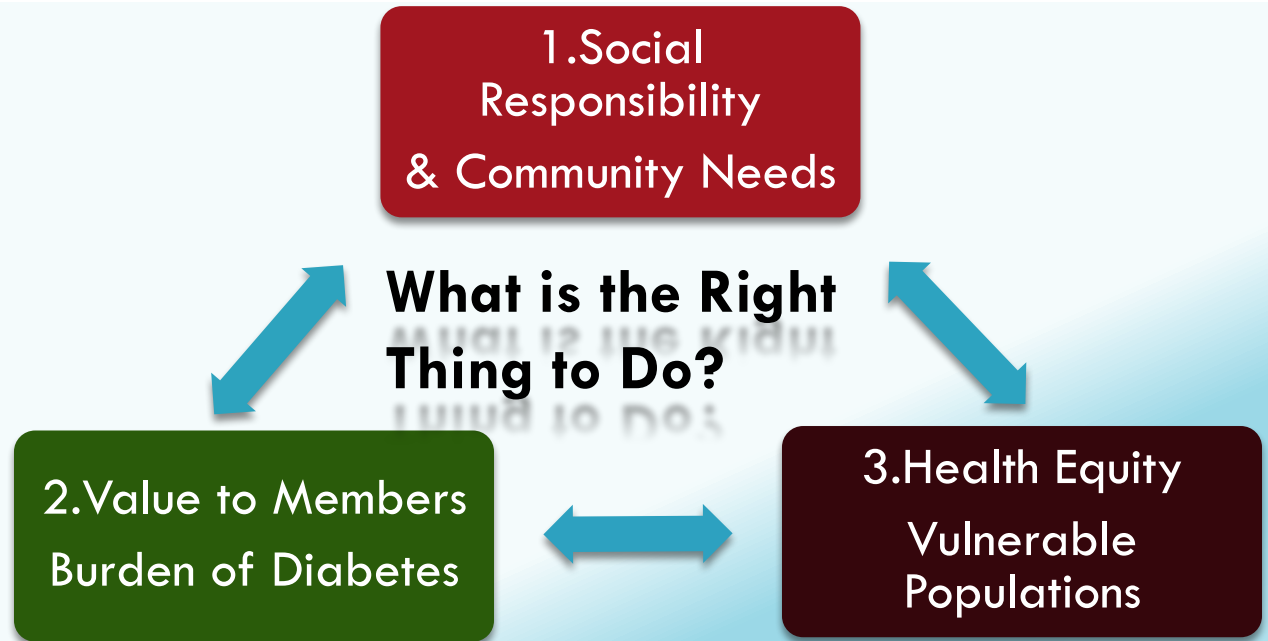 1.Social
Responsibility
& Community Needs
What is the Right
Thing to Do?
2.Value to Members
Burden of Diabetes
3.Health Equity
Vulnerable
Populations